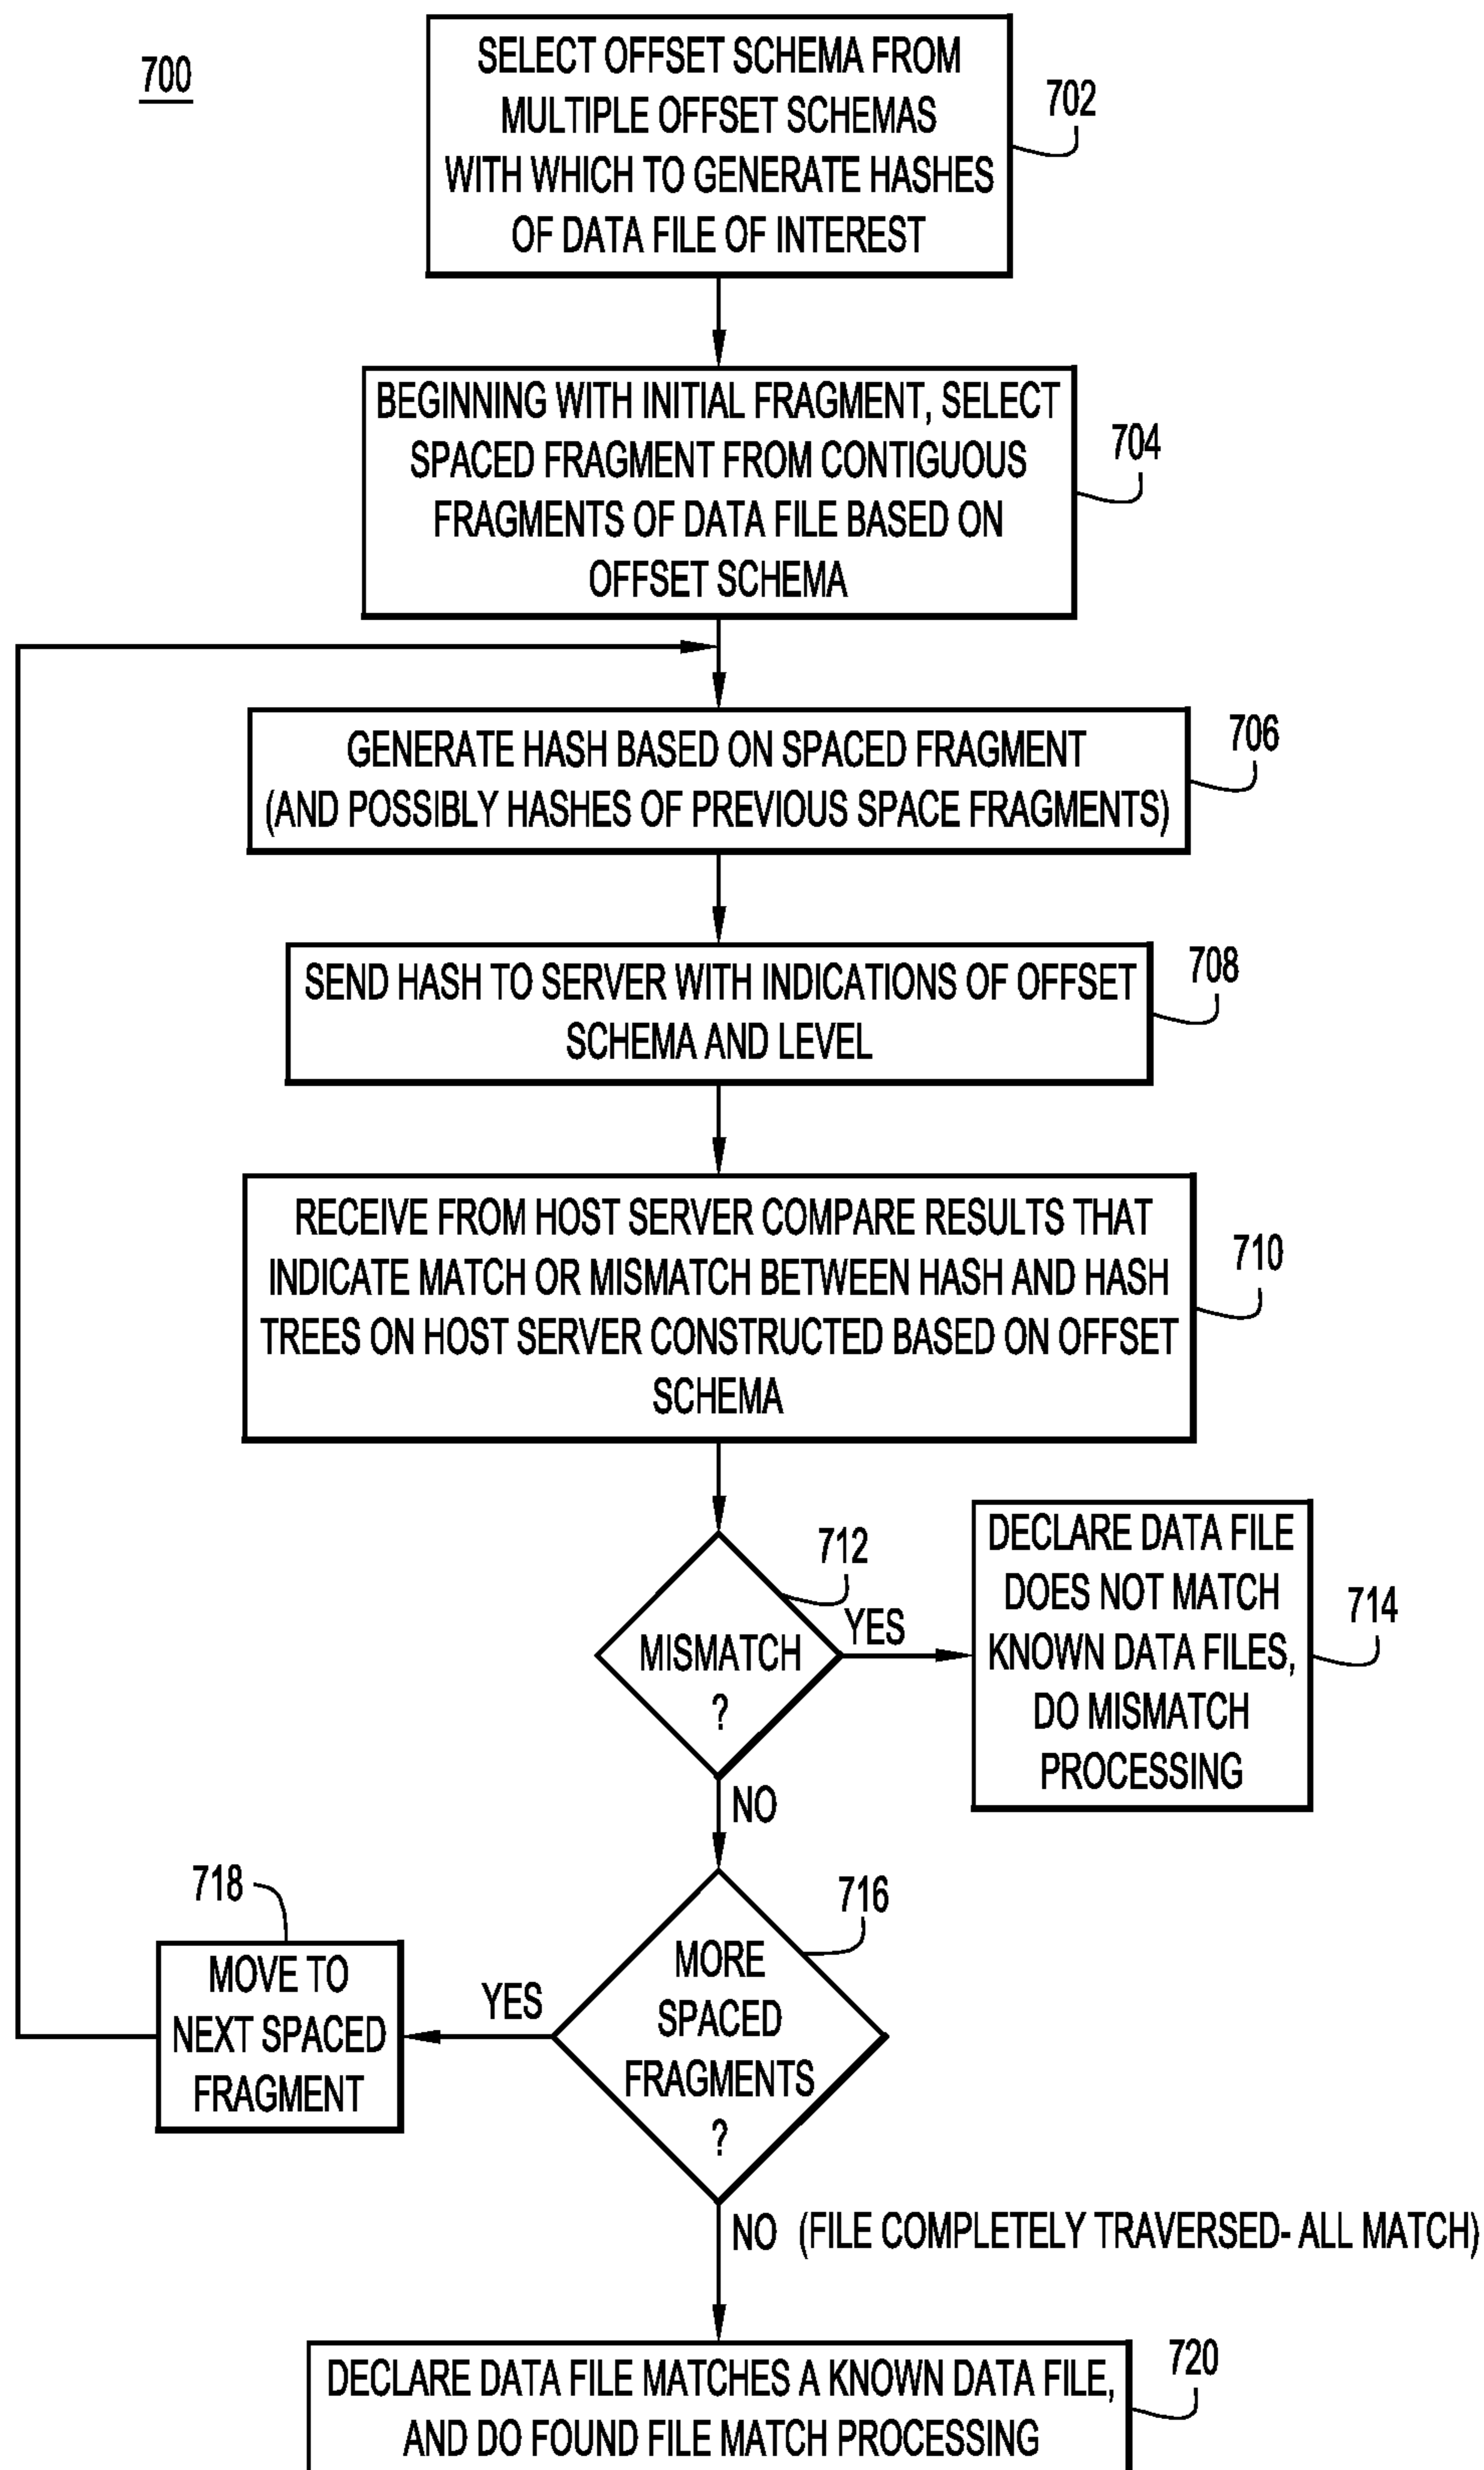 700
SELECT OFFSET SCHEMA FROM
MULTIPLE OFFSET SCHEMAS
WITH WHICH TO GENERATE HASHES
OF DATA FILE OF INTEREST
702
BEGINNING WITH INITIAL FRAGMENT, SELECT
SPACED FRAGMENT FROM CONTIGUOUS
FRAGMENTS OF DATA FILE BASED ON
OFFSET SCHEMA
704
GENERATE HASH BASED ON SPACED FRAGMENT
(AND POSSIBLY HASHES OF PREVIOUS SPACE FRAGMENTS)
706
SEND HASH TO SERVER WITH INDICATIONS OF OFFSET
SCHEMA AND LEVEL
708
RECEIVE FROM HOST SERVER COMPARE RESULTS THAT
INDICATE MATCH OR MISMATCH BETWEEN HASH AND HASH
TREES ON HOST SERVER CONSTRUCTED BASED ON OFFSET
SCHEMA
710
MISMATCH
?
712
YES
DECLARE DATA FILE
DOES NOT MATCH
KNOWN DATA FILES,
DO MISMATCH
PROCESSING
714
NO
MORE
SPACED
FRAGMENTS
?
716
YES
718
MOVE TO
NEXT SPACED
FRAGMENT
NO (FILE COMPLETELY TRAVERSED- ALL MATCH)
DECLARE DATA FILE MATCHES A KNOWN DATA FILE,
AND DO FOUND FILE MATCH PROCESSING
720